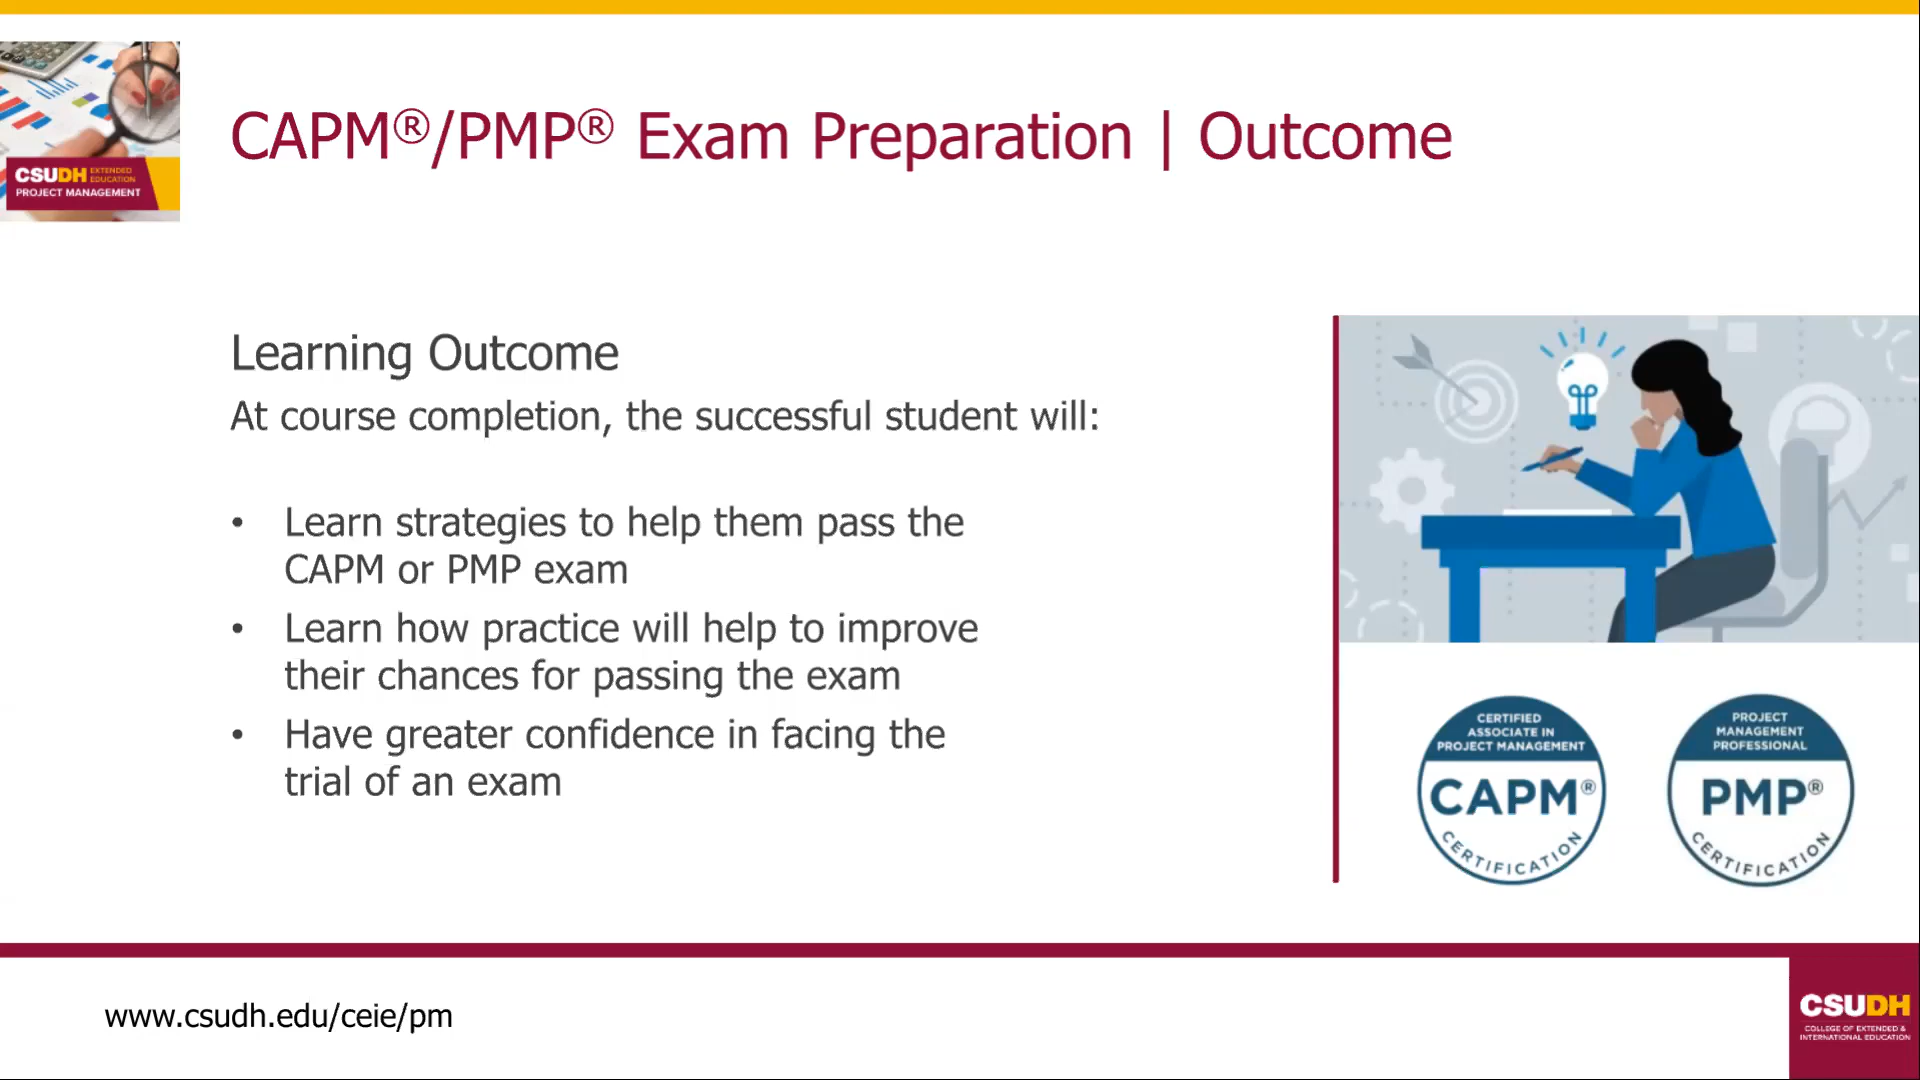 CSUDH EXTENDED EDUCATION
PROJECT MANAGEMENT
CAPM®/PMP® Exam Preparation | Outcome
Learning Outcome
At course completion, the successful student will:
• Learn strategies to help them pass the
CAPM or PMP exam
• Learn how practice will help to improve
their chances for passing the exam
• Have greater confidence in facing the
trial of an exam
CERTIFIED
ASSOCIATE IN
PROJECT MANAGEMENT
CAPM®
CERTIFICATION
PROJECT
MANAGEMENT
PROFESSIONAL
PMP®
CERTIFICATION
www.csudh.edu/ceie/pm
CSUDH
COLLEGE OF EXTENDED &
INTERNATIONAL EDUCATION